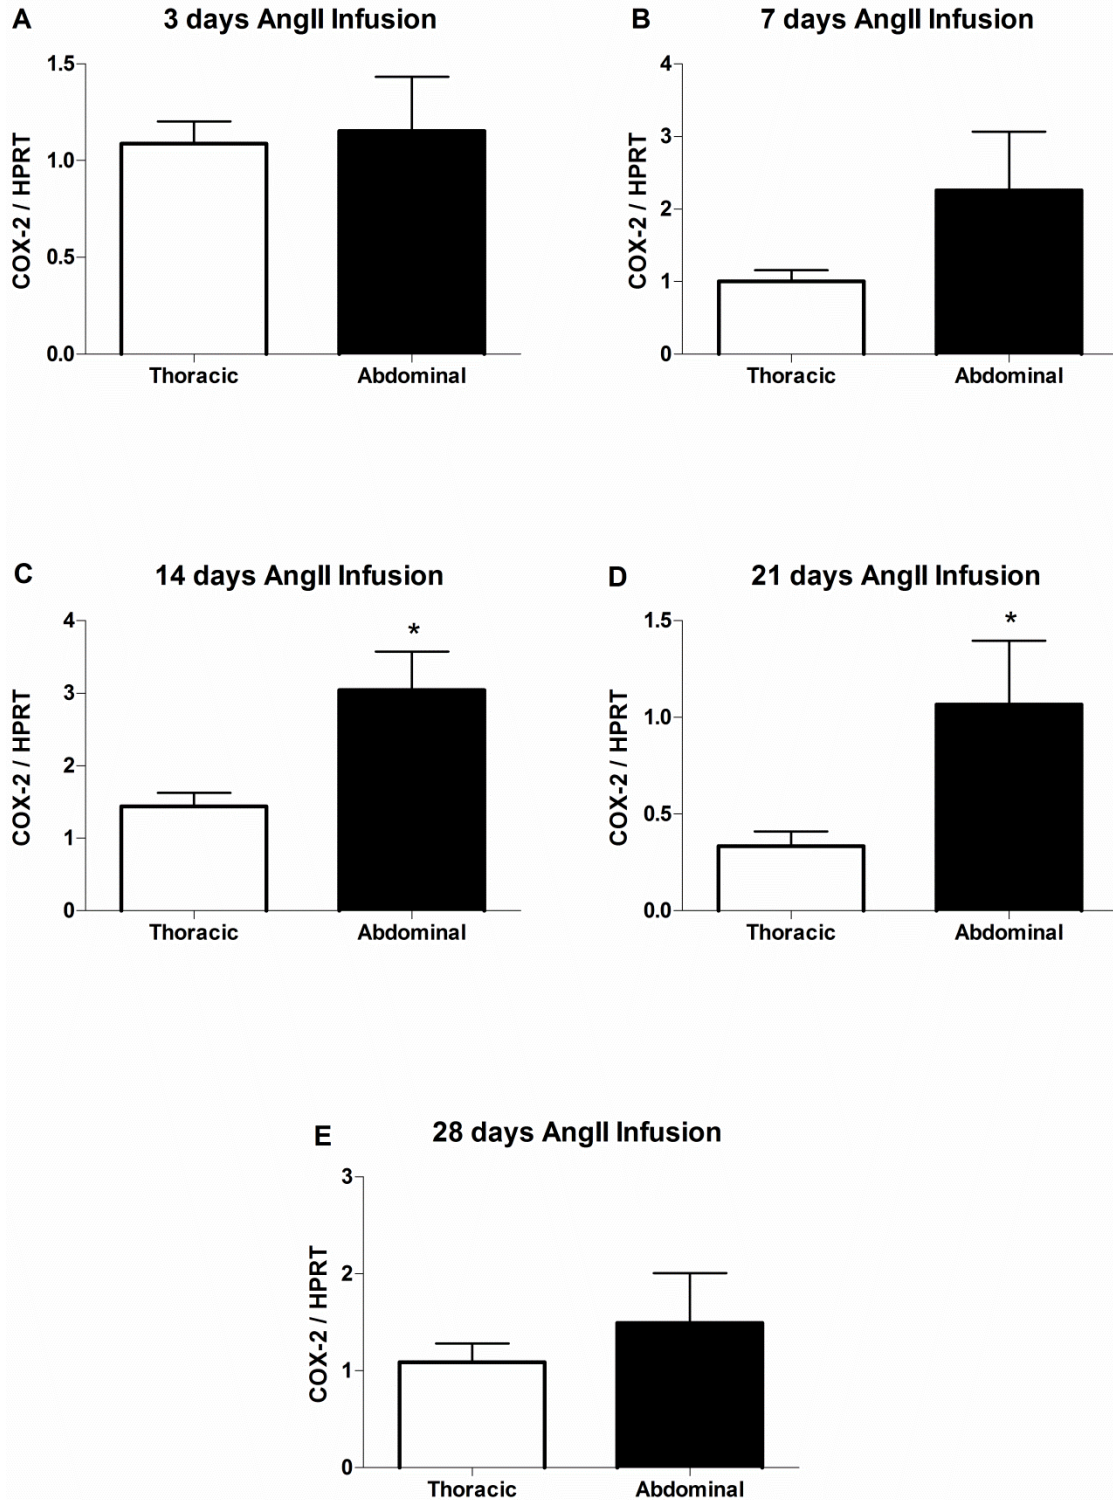 A 3 days AngII Infusion
COX-2 / HPRT
1.5
1.0
0.5
0.0
Thoracic Abdominal
B 7 days AngII Infusion
COX-2 / HPRT
4
3
2
1
0
Thoracic Abdominal
C 14 days AngII Infusion
COX-2 / HPRT
4
3
2
1
0
*
Thoracic Abdominal
D 21 days AngII Infusion
COX-2 / HPRT
1.5
1.0
0.5
0.0
*
Thoracic Abdominal
E 28 days AngII Infusion
COX-2 / HPRT
3
2
1
0
Thoracic Abdominal